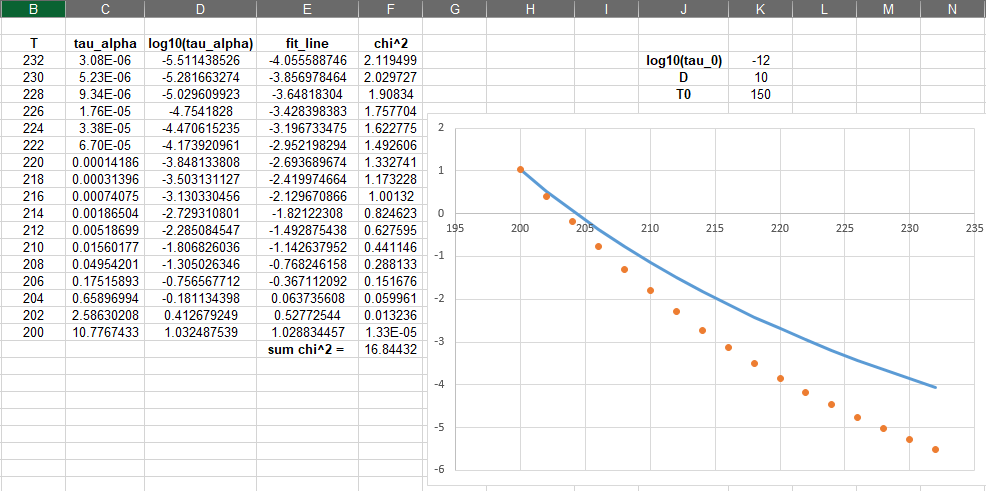 B C D E F G H I J K L M N
T tau_alpha log10(tau_alpha) fit_line chi^2
232 3.08E-06 -5.511438526 -4.055588746 2.119499 log10(tau_0) -12
230 5.23E-06 -5.281663274 -3.856978464 2.029727 D 10
228 9.34E-06 -5.029609923 -3.64818304 1.90834 T0 150
226 1.76E-05 -4.7541828 -3.428398383 1.757704
224 3.38E-05 -4.470615235 -3.196733475 1.622775
222 6.70E-05 -4.173920961 -2.952198294 1.492606
220 0.00014186 -3.848133808 -2.693689674 1.332741
218 0.00031396 -3.503131127 -2.419974664 1.173228
216 0.00074075 -3.130330456 -2.129670866 1.00132
214 0.00186504 -2.729310801 -1.82122308 0.824623
212 0.00518699 -2.285084547 -1.492875438 0.627595
210 0.01560177 -1.806826036 -1.142637952 0.441146
208 0.04954201 -1.305026346 -0.768246158 0.288133
206 0.17515893 -0.756567712 -0.367112092 0.151676
204 0.65896994 -0.181134398 0.063735608 0.059961
202 2.58630208 0.412679249 0.52772544 0.013236
200 10.7767433 1.032487539 1.028834457 1.33E-05
sum chi^2 = 16.84432
2
1
0
195 200 205 210 215 220 225 230 235
-1
-2
-3
-4
-5
-6